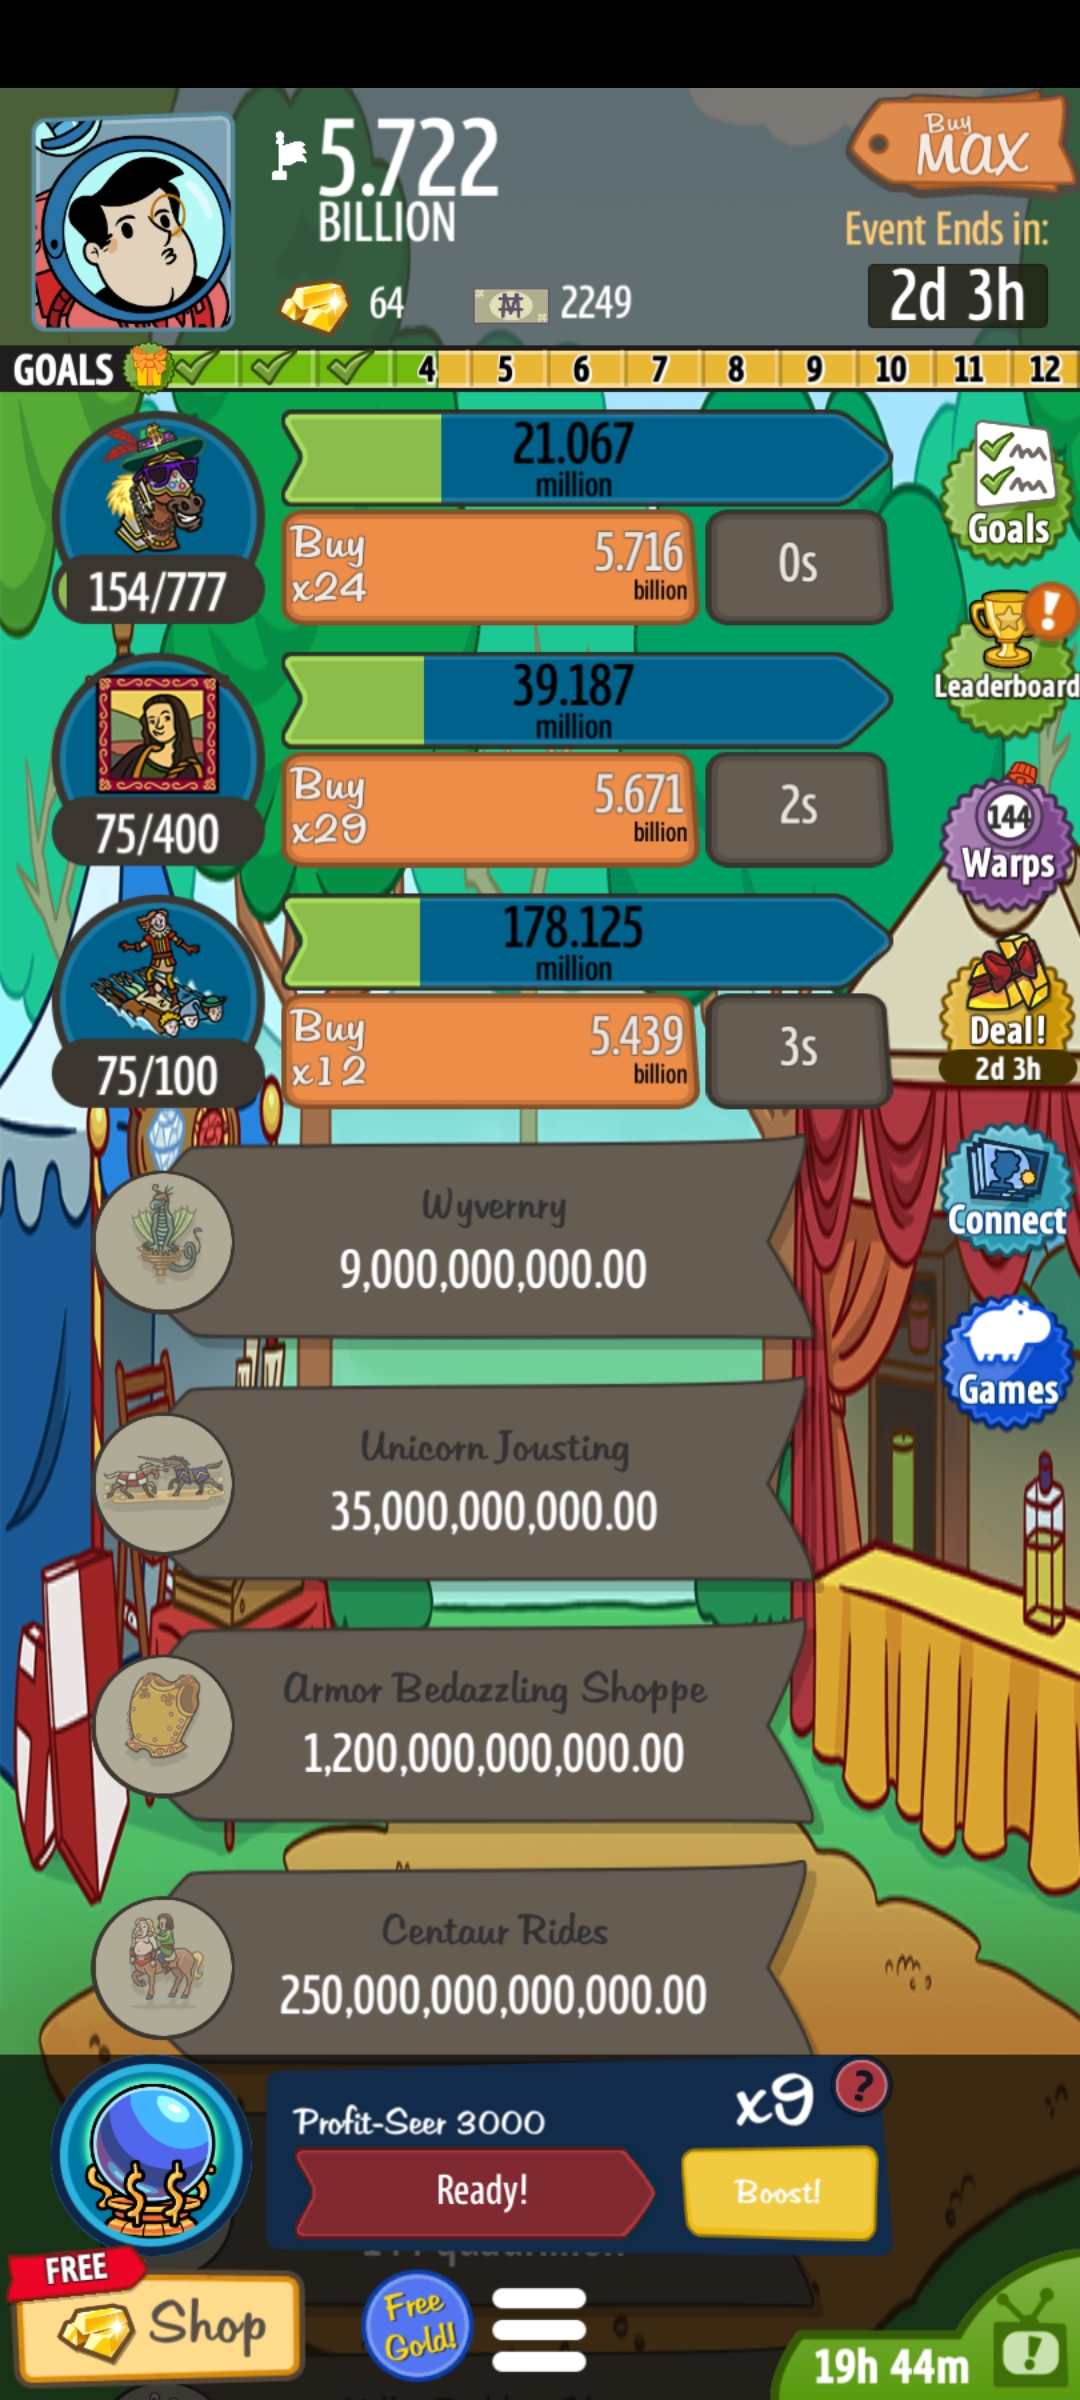 5.722
BILLION
Buy
MAX
Event Ends in:
2d 3h
64
2249
GOALS
4 5 6 7 8 9 10 11 12
21.067
million
Buy
x24
5.716
billion
0s
154/777
Goals
Leaderboard
!
39.187
million
Buy
x29
5.671
billion
2s
75/400
144
Warps
178.125
million
Buy
x12
5.439
billion
3s
75/100
Deal!
2d 3h
Wyvernry
9,000,000,000.00
Connect
Unicorn Jousting
35,000,000,000.00
Games
Armor Bedazzling Shoppe
1,200,000,000,000.00
Centaur Rides
250,000,000,000,000.00
Profit-Seer 3000
x9
?
Ready!
Boost!
FREE
Shop
Free
Gold!
19h 44m
!